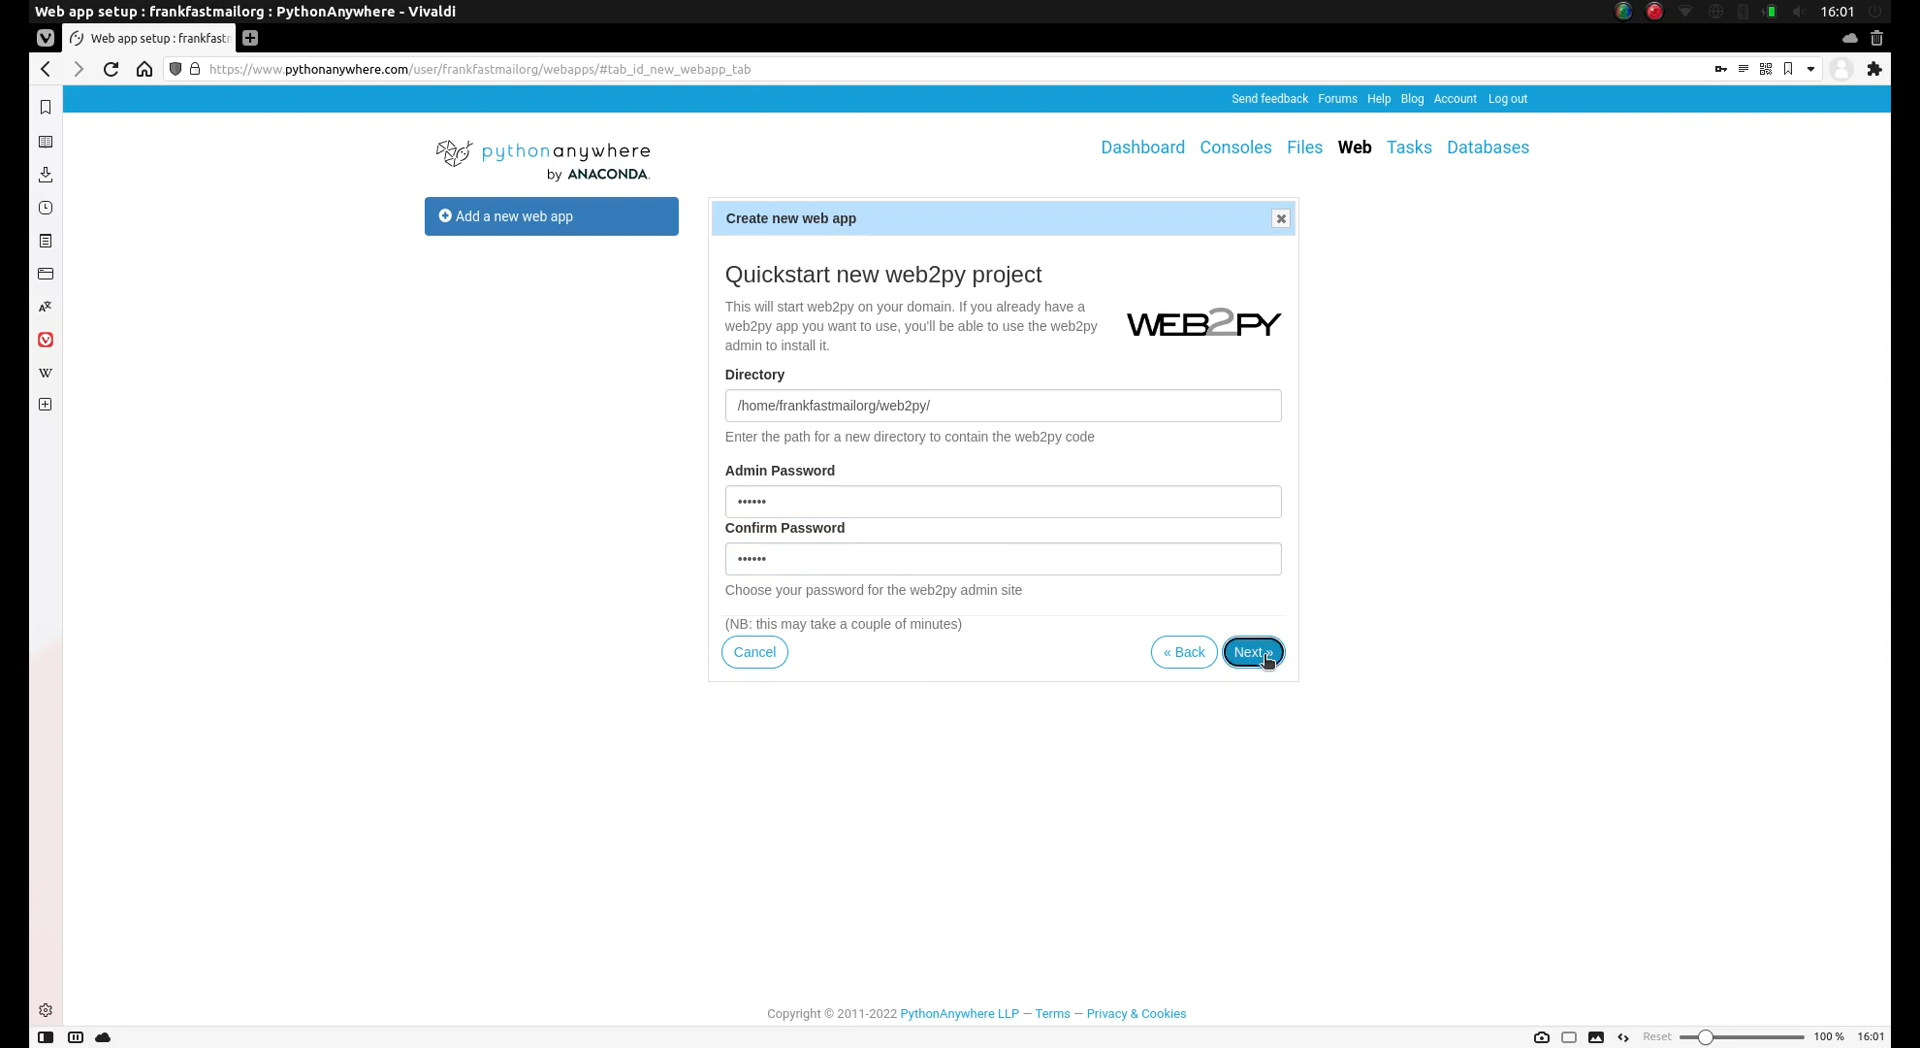 Web app setup : frankfastmailorg : PythonAnywhere - Vivaldi
16:01
Web app setup : frankfast
https://www.pythonanywhere.com/user/frankfastmailorg/webapps/#tab_id_new_webapp_tab
Send feedback Forums Help Blog Account Log out
pythonanywhere
by ANACONDA.
Dashboard Consoles Files Web Tasks Databases
Add a new web app
Create new web app
Quickstart new web2py project
This will start web2py on your domain. If you already have a
web2py app you want to use, you'll be able to use the web2py
admin to install it.
WEB2PY
Directory
/home/frankfastmailorg/web2py/
Enter the path for a new directory to contain the web2py code
Admin Password
••••••
Confirm Password
••••••
Choose your password for the web2py admin site
(NB: this may take a couple of minutes)
Cancel
« Back
Next »
Copyright © 2011-2022 PythonAnywhere LLP — Terms — Privacy & Cookies
Reset
100 %
16:01